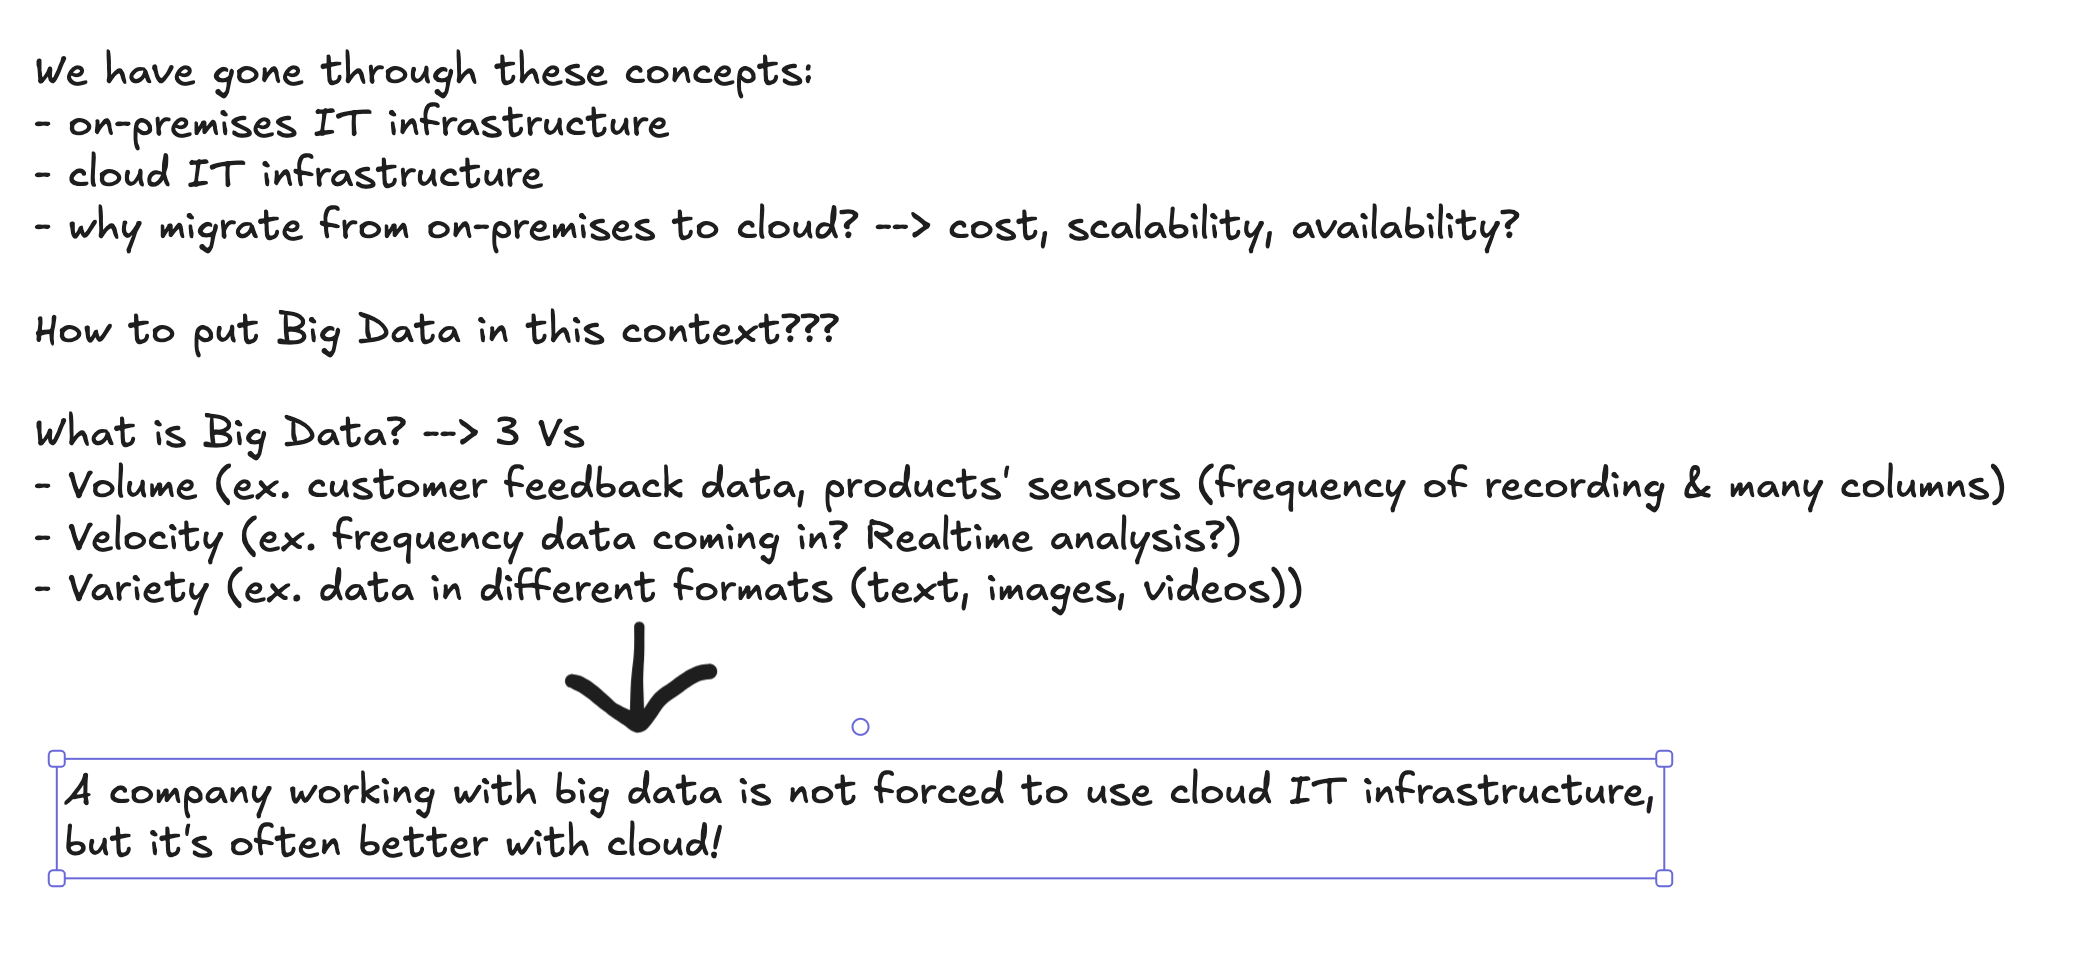 We have gone through these concepts:
- on-premises IT infrastructure
- cloud IT infrastructure
- why migrate from on-premises to cloud? --> cost, scalability, availability?
How to put Big Data in this context???
What is Big Data? --> 3 Vs
- Volume (ex. customer feedback data, products' sensors (frequency of recording & many columns)
- Velocity (ex. frequency data coming in? Realtime analysis?)
- Variety (ex. data in different formats (text, images, videos))
A company working with big data is not forced to use cloud IT infrastructure,
but it's often better with cloud!